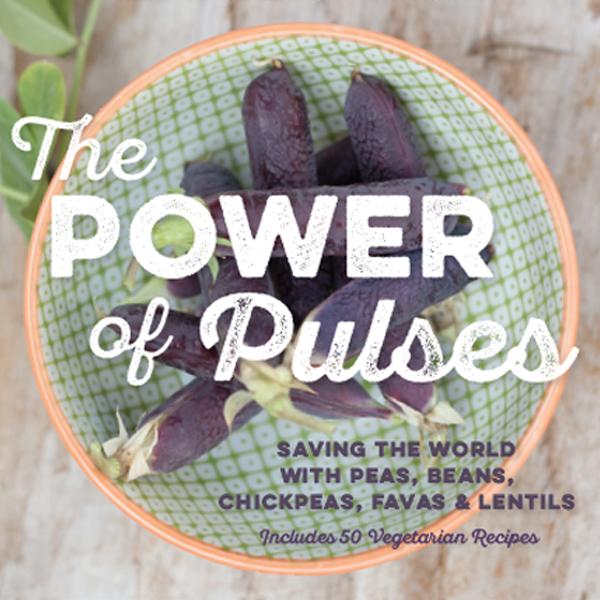 The
POWER
of Pulses
SAVING THE WORLD
WITH PEAS, BEANS,
CHICKPEAS, FAVAS & LENTILS
Includes 50 Vegetarian Recipes